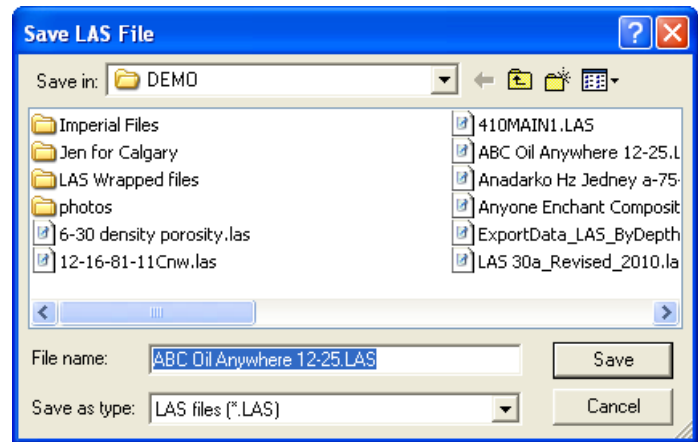 Save LAS File
Save in: DEMO
Imperial Files
Jen for Calgary
LAS Wrapped files
photos
6-30 density porosity.las
12-16-81-11Cnw.las
410MAIN1.LAS
ABC Oil Anywhere 12-25.L
Anadarko Hz Jedney a-75-
Anyone Enchant Composit
ExportData_LAS_ByDepth
LAS 30a_Revised_2010.la
File name: ABC Oil Anywhere 12-25.LAS
Save
Save as type: LAS files (*.LAS)
Cancel